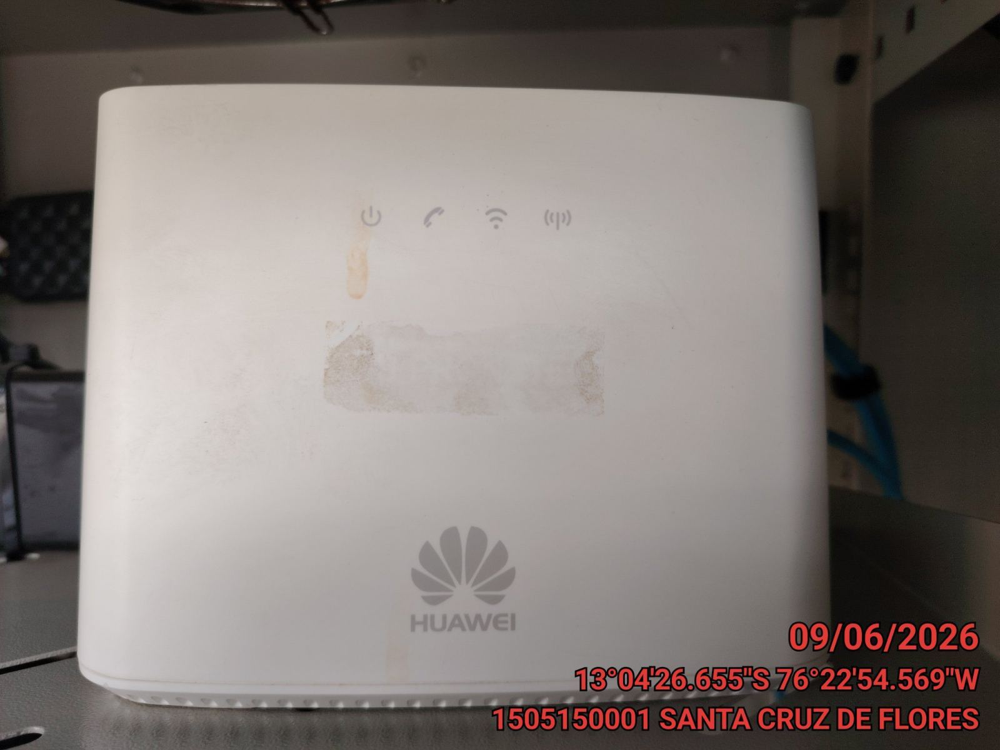 HUAWEI
09/06/2026
13°04'26.655"S 76°22'54.569"W
1505150001 SANTA CRUZ DE FLORES